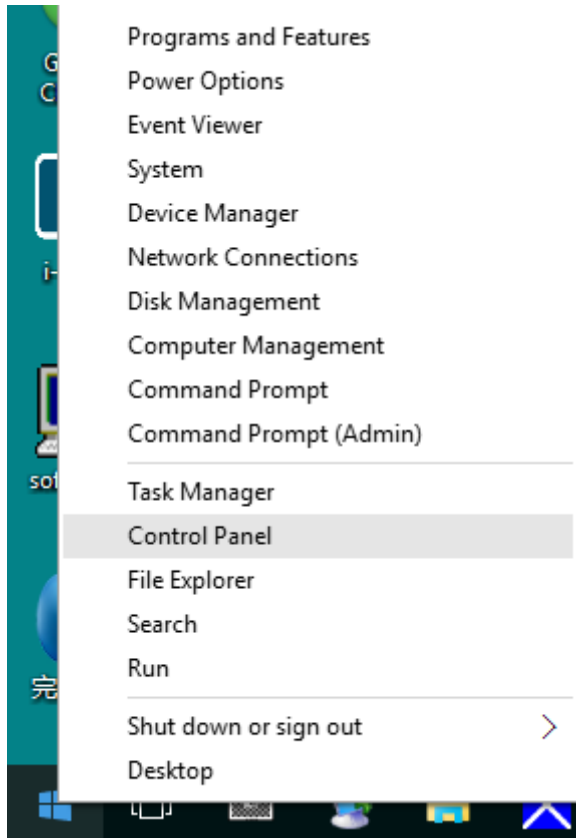 Programs and Features
Power Options
Event Viewer
System
Device Manager
Network Connections
Disk Management
Computer Management
Command Prompt
Command Prompt (Admin)
Task Manager
Control Panel
File Explorer
Search
Run
Shut down or sign out
Desktop
G
C
i-
完